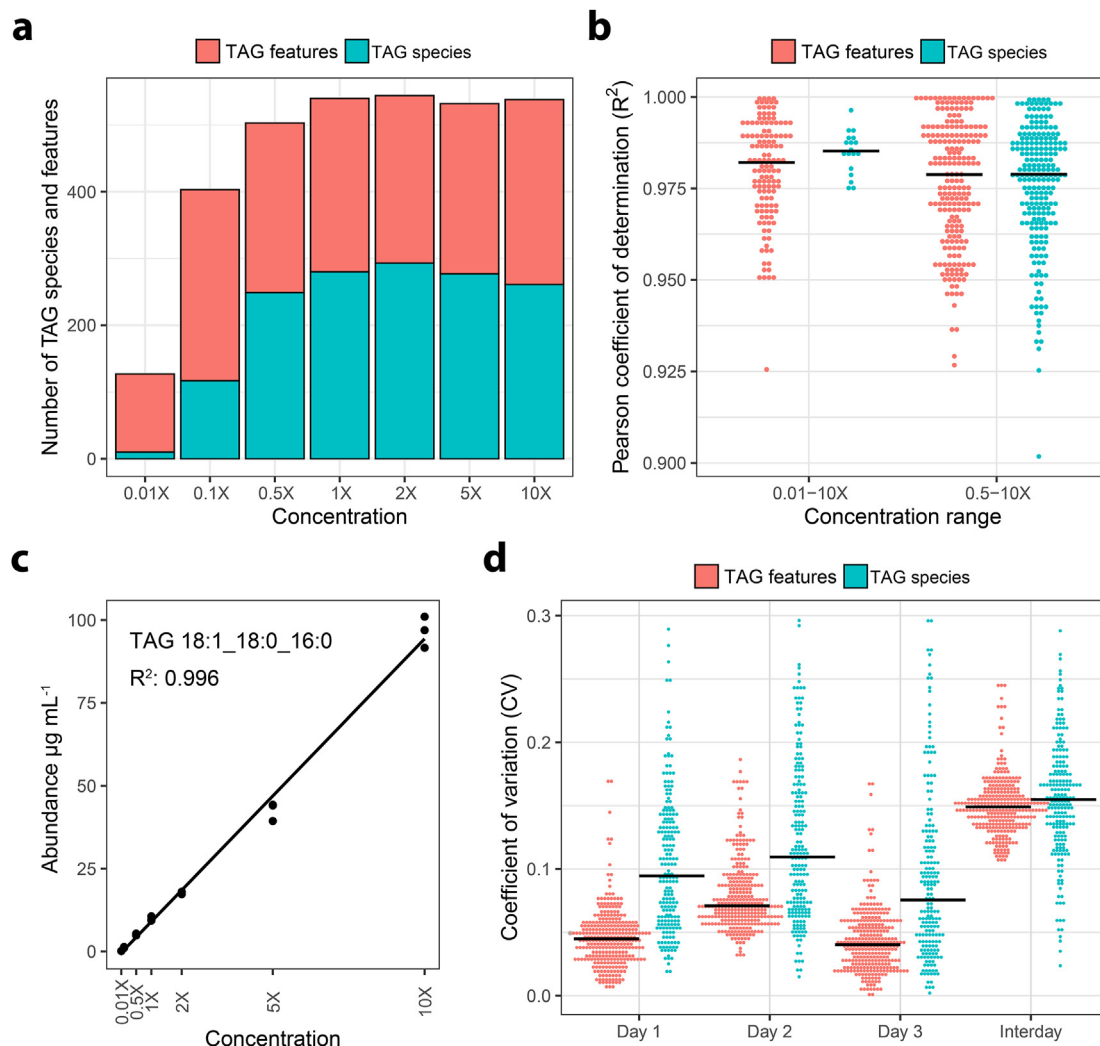 a
TAG features TAG species
Number of TAG species and features
400
200
0
0.01X 0.1X 0.5X 1X 2X 5X 10X
Concentration
b
TAG features TAG species
Pearson coefficient of determination (R²)
1.000
0.975
0.950
0.925
0.900
0.01–10X 0.5–10X
Concentration range
c
Abundance µg mL⁻¹
TAG 18:1_18:0_16:0
R²: 0.996
100
75
50
25
0
0.01X 0.5X 1X 2X 5X 10X
Concentration
d
TAG features TAG species
Coefficient of variation (CV)
0.3
0.2
0.1
0.0
Day 1 Day 2 Day 3 Interday